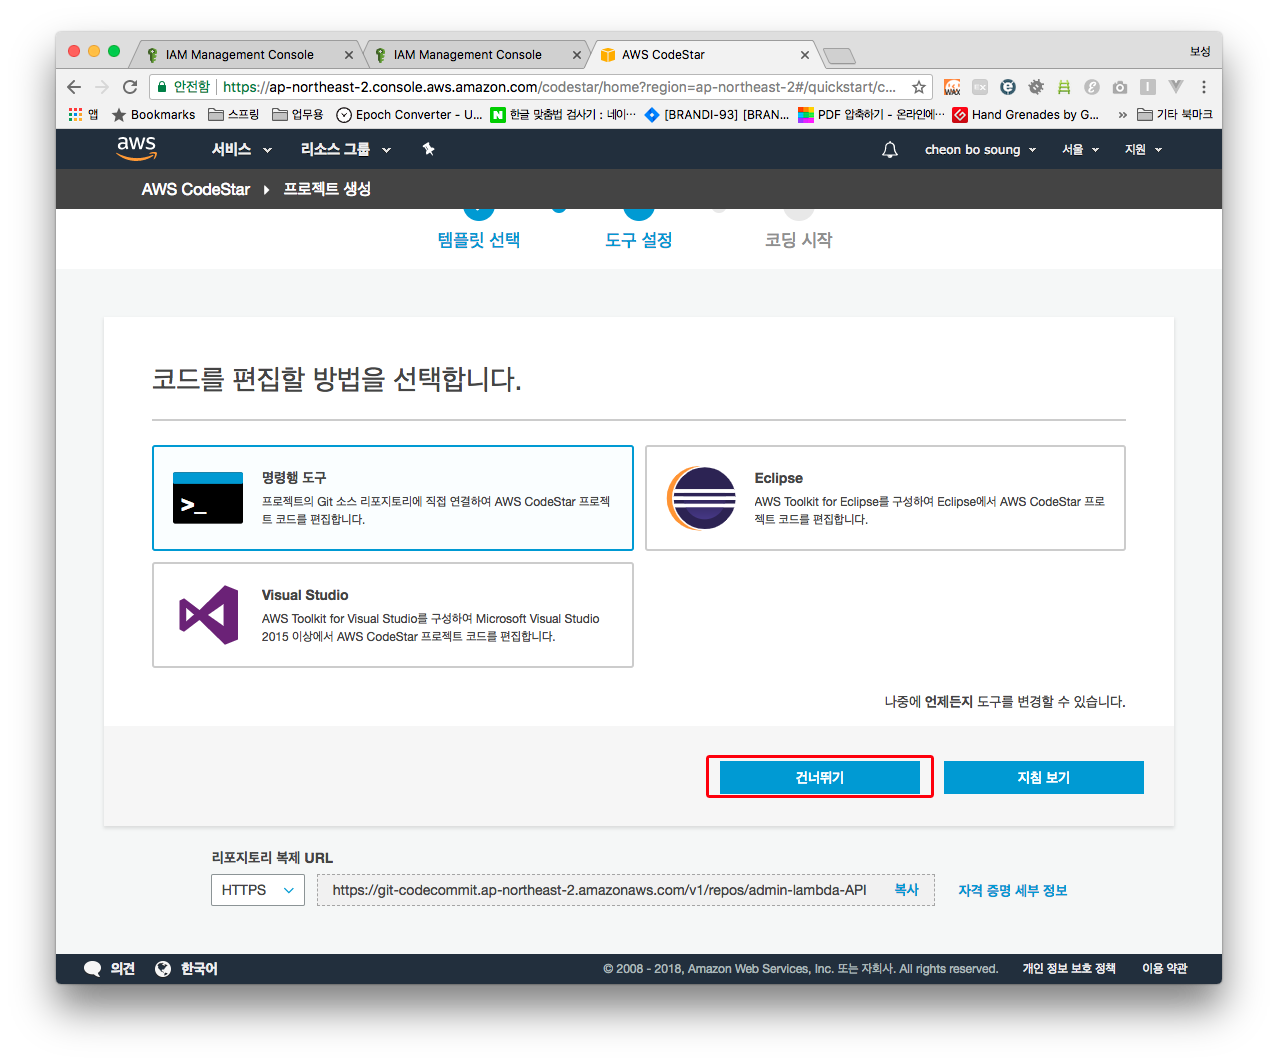 IAM Management Console
IAM Management Console
AWS CodeStar
보성
안전함
https://ap-northeast-2.console.aws.amazon.com/codestar/home?region=ap-northeast-2#/quickstart/c...
앱
Bookmarks
스프링
업무용
Epoch Converter - U...
한글 맞춤법 검사기 : 네이...
[BRANDI-93] [BRAN...
PDF 압축하기 - 온라인에...
Hand Grenades by G...
»
기타 북마크
aws
서비스
리소스 그룹
cheon bo soung
서울
지원
AWS CodeStar
프로젝트 생성
템플릿 선택
도구 설정
코딩 시작
코드를 편집할 방법을 선택합니다.
>_
명령행 도구
프로젝트의 Git 소스 리포지토리에 직접 연결하여 AWS CodeStar 프로젝
트 코드를 편집합니다.
Eclipse
AWS Toolkit for Eclipse를 구성하여 Eclipse에서 AWS CodeStar 프로
젝트 코드를 편집합니다.
Visual Studio
AWS Toolkit for Visual Studio를 구성하여 Microsoft Visual Studio
2015 이상에서 AWS CodeStar 프로젝트 코드를 편집합니다.
나중에 언제든지 도구를 변경할 수 있습니다.
건너뛰기
지침 보기
리포지토리 복제 URL
HTTPS
https://git-codecommit.ap-northeast-2.amazonaws.com/v1/repos/admin-lambda-API
복사
자격 증명 세부 정보
의견
한국어
© 2008 - 2018, Amazon Web Services, Inc. 또는 자회사. All rights reserved.
개인 정보 보호 정책
이용 약관